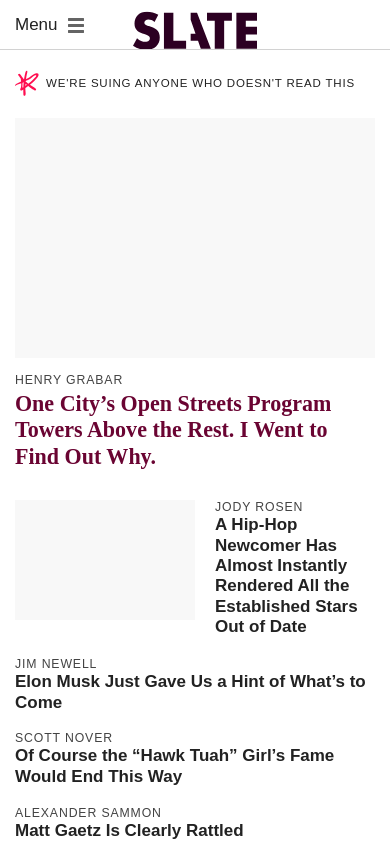 Menu
SLATE
WE'RE SUING ANYONE WHO DOESN'T READ THIS
HENRY GRABAR
One City’s Open Streets Program
Towers Above the Rest. I Went to
Find Out Why.
JODY ROSEN
A Hip-Hop
Newcomer Has
Almost Instantly
Rendered All the
Established Stars
Out of Date
JIM NEWELL
Elon Musk Just Gave Us a Hint of What’s to
Come
SCOTT NOVER
Of Course the “Hawk Tuah” Girl’s Fame
Would End This Way
ALEXANDER SAMMON
Matt Gaetz Is Clearly Rattled